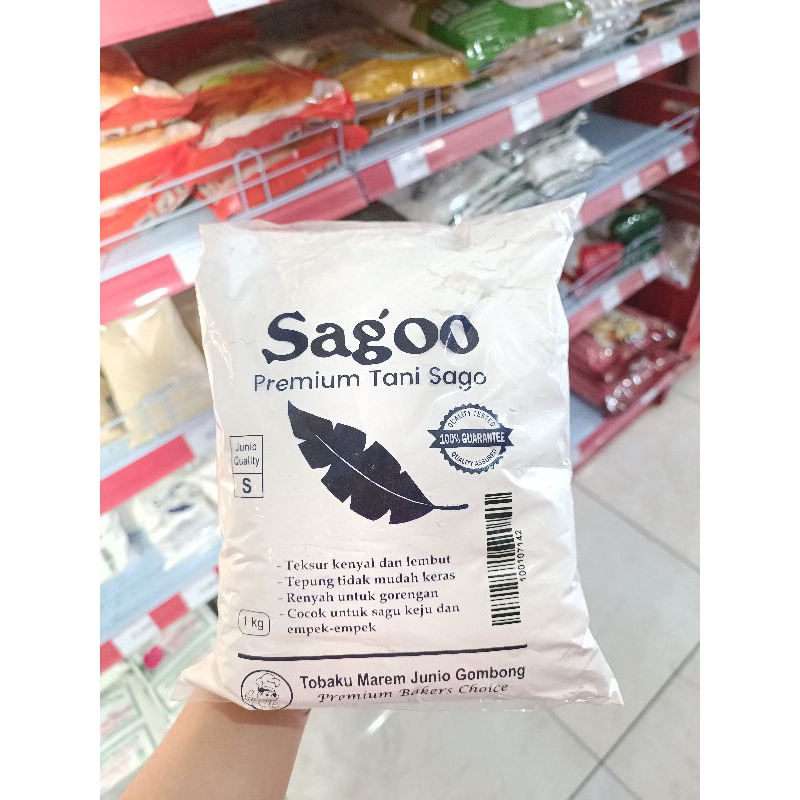 Sagoo
Premium Tani Sago
QUALITY TESTED
100% GUARANTEE
QUALITY ASSURED
Junio
Quality
S
- Teksur kenyal dan lembut
- Tepung tidak mudah keras
- Renyah untuk gorengan
- Cocok untuk sagu keju dan
empek-empek
100107142
1 kg
Tobaku Marem Junio Gombong
Premium Bakers Choice